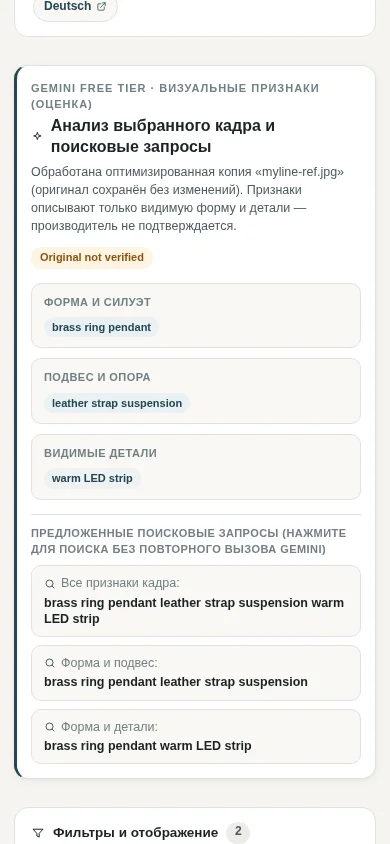 Deutsch
GEMINI FREE TIER · ВИЗУАЛЬНЫЕ ПРИЗНАКИ
(ОЦЕНКА)
Анализ выбранного кадра и
поисковые запросы
Обработана оптимизированная копия «myline-ref.jpg»
(оригинал сохранён без изменений). Признаки
описывают только видимую форму и детали —
производитель не подтверждается.
Original not verified
ФОРМА И СИЛУЭТ
brass ring pendant
ПОДВЕС И ОПОРА
leather strap suspension
ВИДИМЫЕ ДЕТАЛИ
warm LED strip
ПРЕДЛОЖЕННЫЕ ПОИСКОВЫЕ ЗАПРОСЫ (НАЖМИТЕ
ДЛЯ ПОИСКА БЕЗ ПОВТОРНОГО ВЫЗОВА GEMINI)
Все признаки кадра:
brass ring pendant leather strap suspension warm
LED strip
Форма и подвес:
brass ring pendant leather strap suspension
Форма и детали:
brass ring pendant warm LED strip
Фильтры и отображение 2